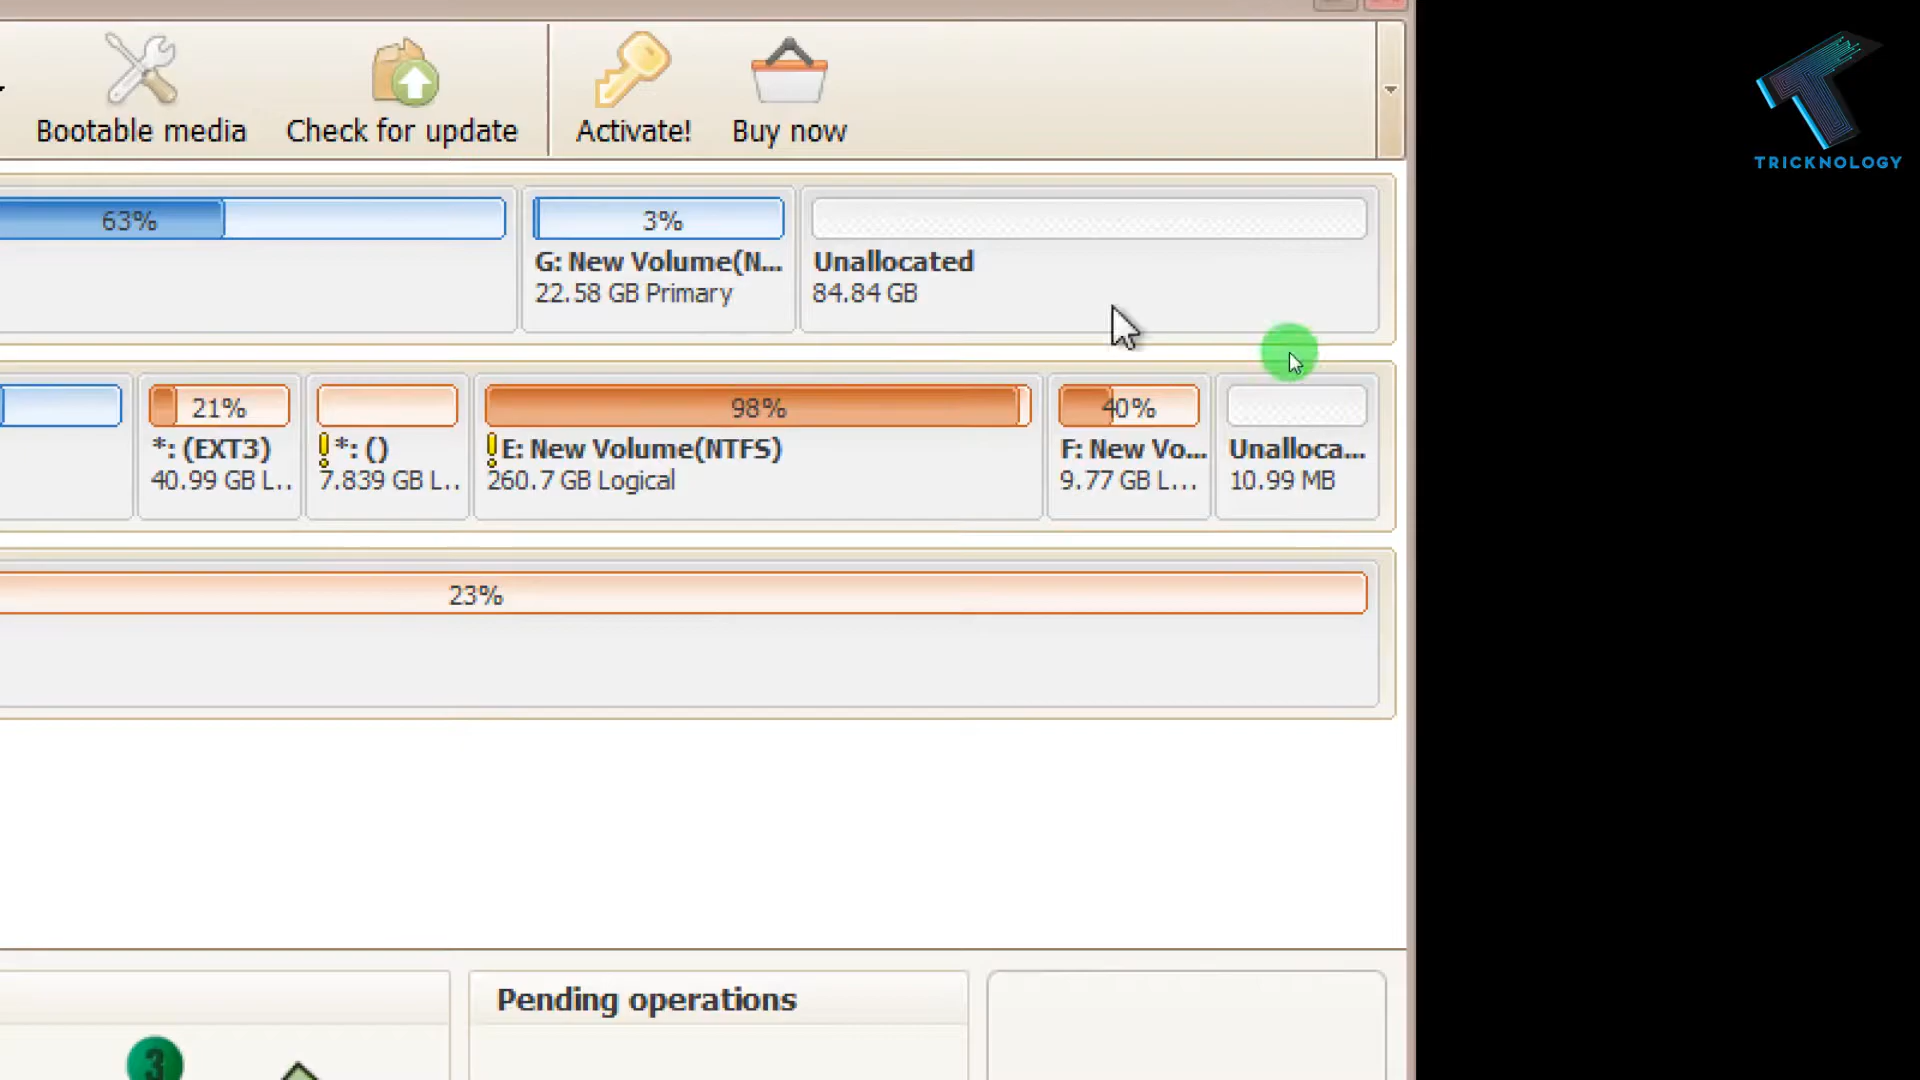 Bootable media
Check for update
Activate!
Buy now
TRICKNOLOGY
63%
3%
G: New Volume(N...
22.58 GB Primary
Unallocated
84.84 GB
21%
*: (EXT3)
40.99 GB L..
*: ()
7.839 GB L..
98%
E: New Volume(NTFS)
260.7 GB Logical
40%
F: New Vo...
9.77 GB L...
Unalloca...
10.99 MB
23%
Pending operations
3